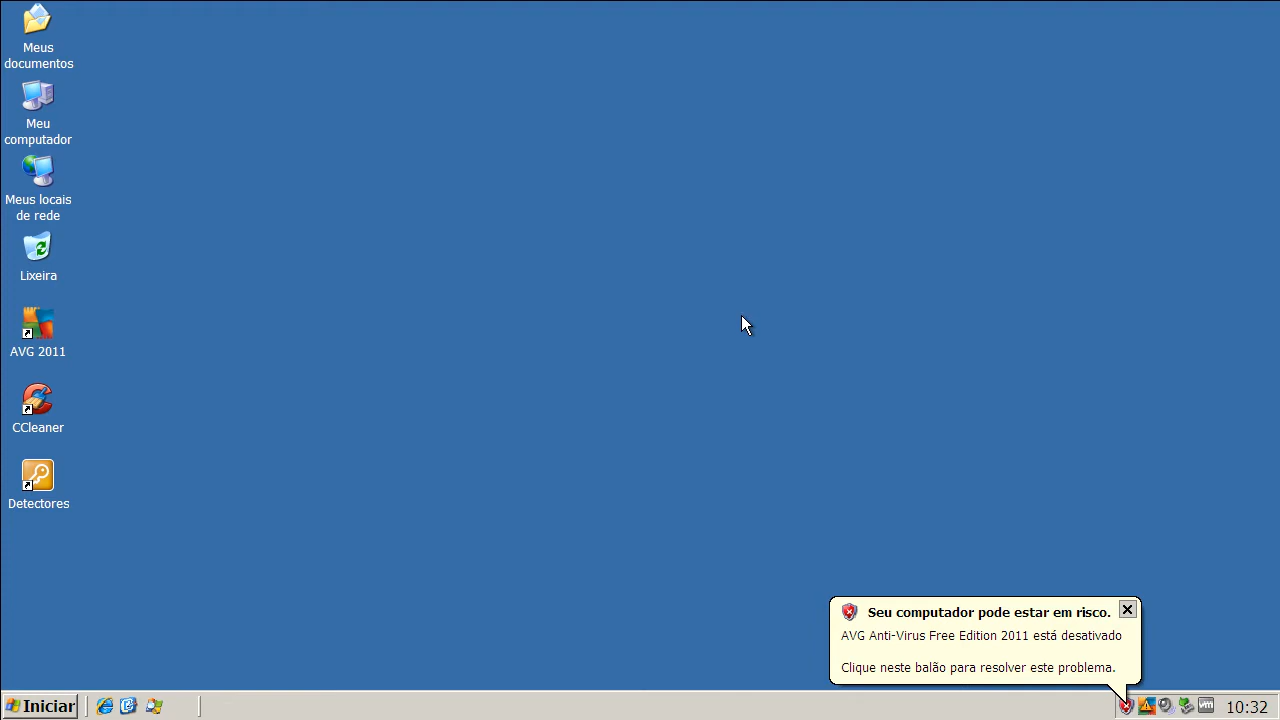 Meus
documentos
Meu
computador
Meus locais
de rede
Lixeira
AVG 2011
CCleaner
Detectores
Seu computador pode estar em risco.
AVG Anti-Virus Free Edition 2011 está desativado
Clique neste balão para resolver este problema.
Iniciar
10:32